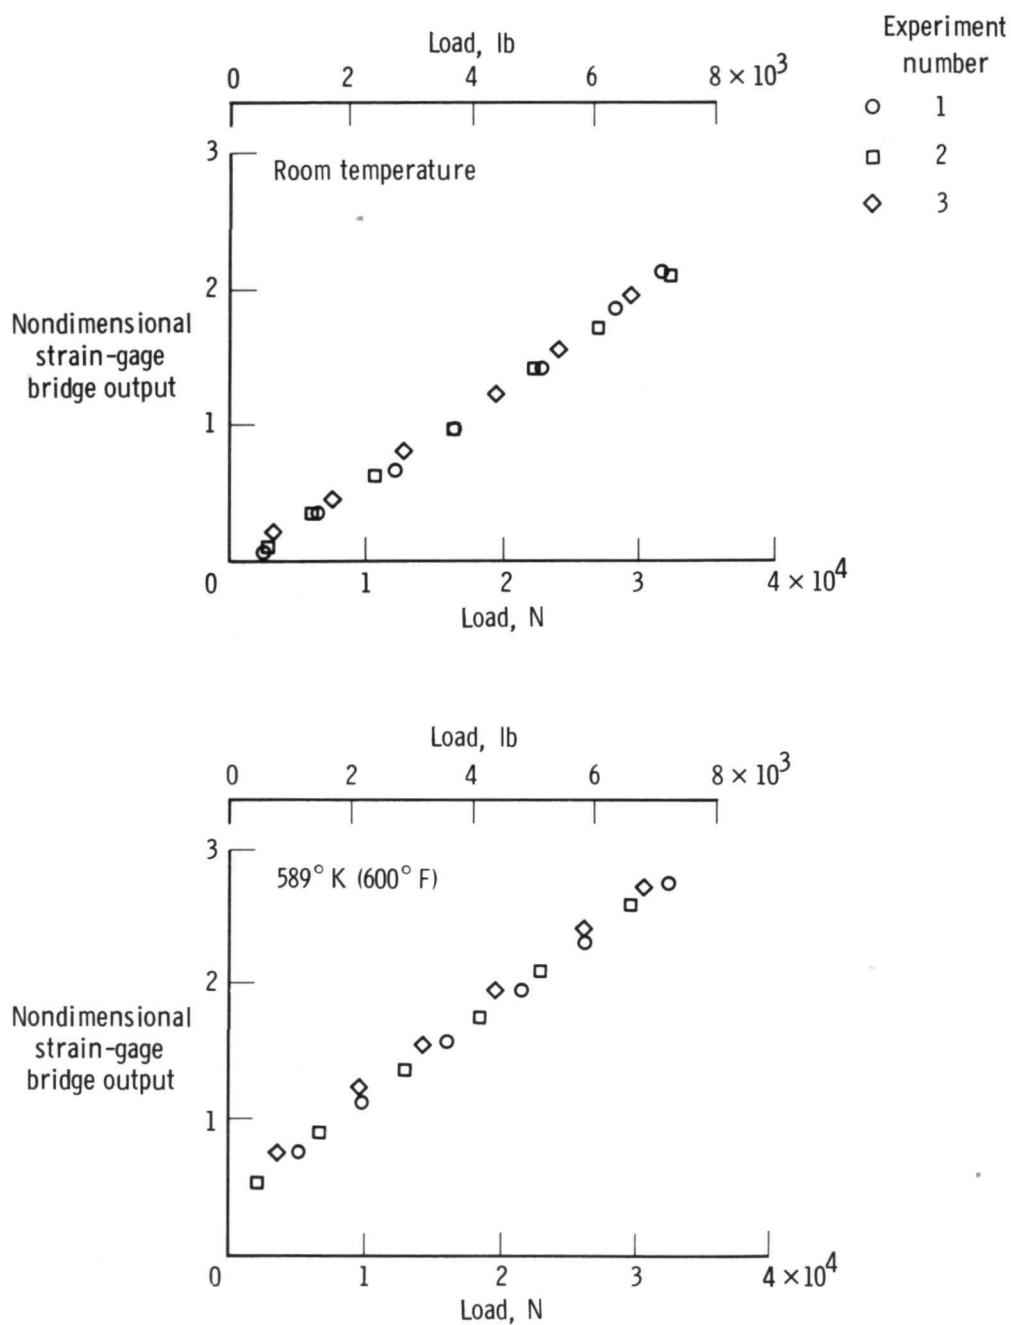 Load, lb
0 2 4 6 8 × 10³
Experiment
number
1
2
3
3
Room temperature
2
Nondimensional
strain-gage
bridge output
1
0 1 2 3 4 × 10⁴
Load, N
Load, lb
0 2 4 6 8 × 10³
3
589° K (600° F)
2
Nondimensional
strain-gage
bridge output
1
0 1 2 3 4 × 10⁴
Load, N